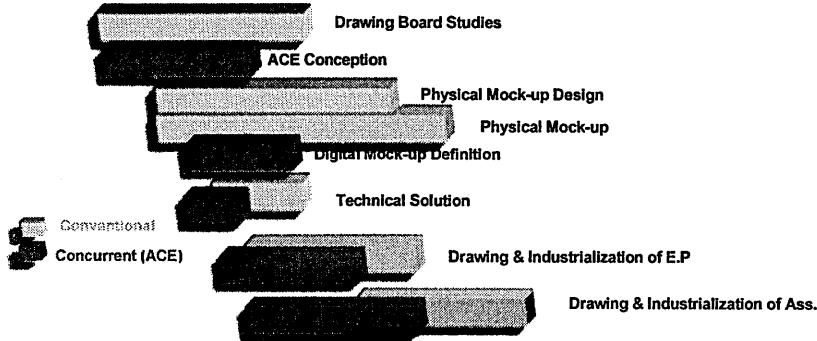 Drawing Board Studies
ACE Conception
Physical Mock-up Design
Physical Mock-up
Digital Mock-up Definition
Technical Solution
Conventional
Concurrent (ACE)
Drawing & Industrialization of E.P
Drawing & Industrialization of Ass.